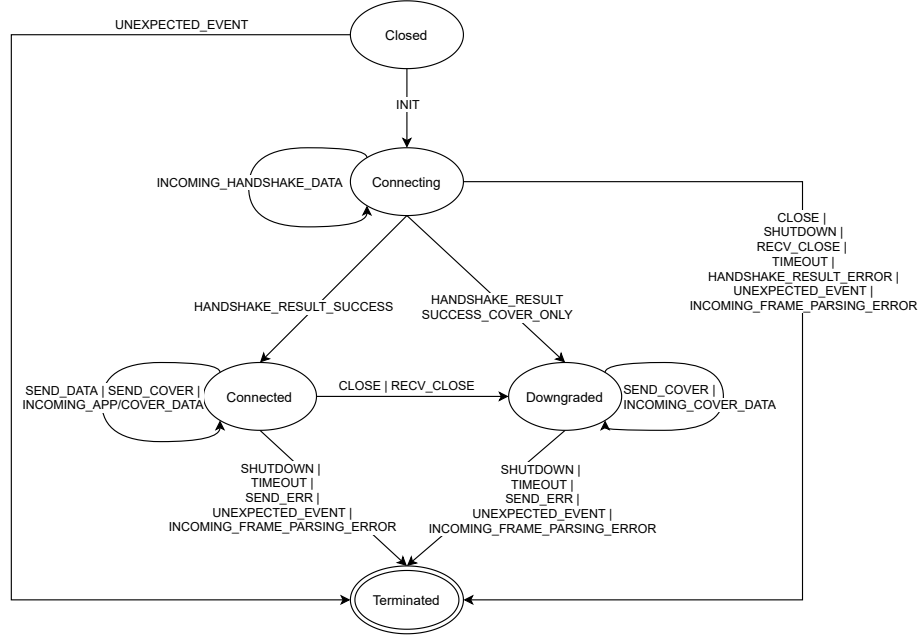 UNEXPECTED_EVENT
Closed
INIT
INCOMING_HANDSHAKE_DATA
Connecting
CLOSE |
SHUTDOWN |
RECV_CLOSE |
TIMEOUT |
HANDSHAKE_RESULT_ERROR |
UNEXPECTED_EVENT |
INCOMING_FRAME_PARSING_ERROR
HANDSHAKE_RESULT_SUCCESS
HANDSHAKE_RESULT
SUCCESS_COVER_ONLY
SEND_DATA | SEND_COVER |
INCOMING_APP/COVER_DATA
Connected
CLOSE | RECV_CLOSE
Downgraded
SEND_COVER |
INCOMING_COVER_DATA
SHUTDOWN |
TIMEOUT |
SEND_ERR |
UNEXPECTED_EVENT |
INCOMING_FRAME_PARSING_ERROR
SHUTDOWN |
TIMEOUT |
SEND_ERR |
UNEXPECTED_EVENT |
INCOMING_FRAME_PARSING_ERROR
Terminated